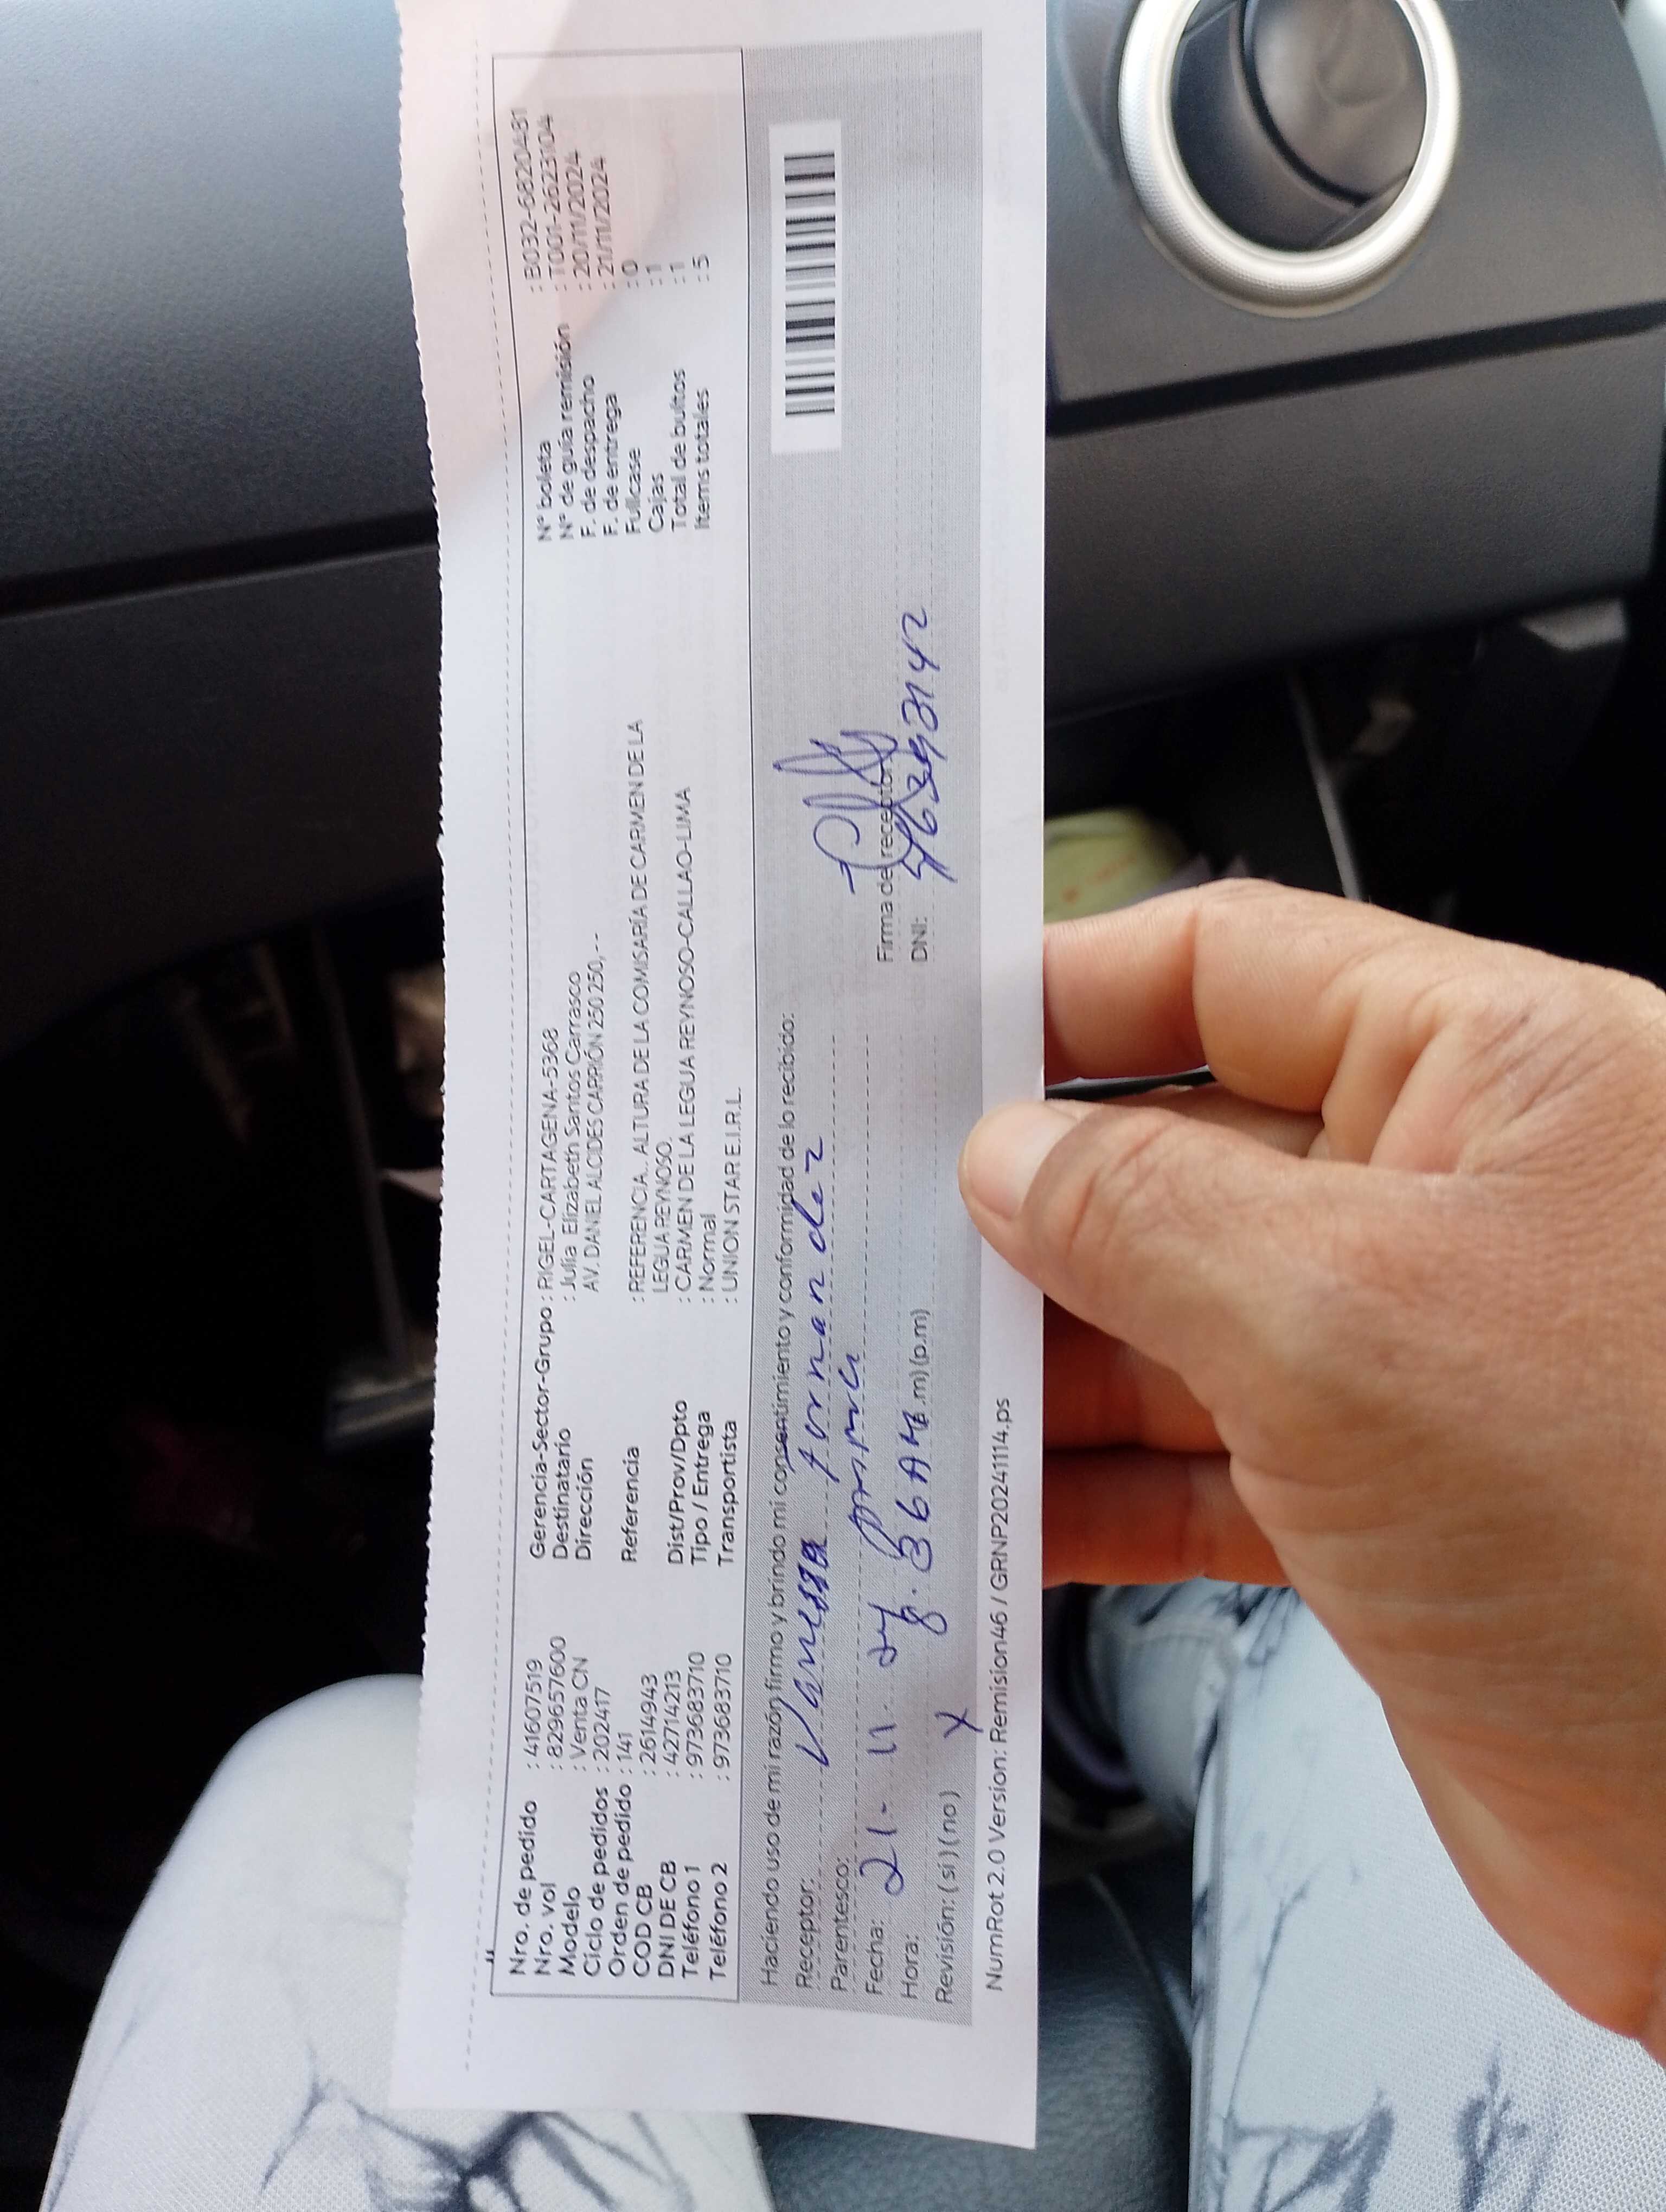 Nro. de pedido : 41607519
Nro. vol : 829657600
Modelo : Venta CN
Ciclo de pedidos : 202417
Orden de pedido : 141
COD CB : 2614943
DNI DE CB : 42714213
Teléfono 1 : 973683710
Teléfono 2 : 973683710
Gerencia-Sector-Grupo : RIGEL-CARTAGENA-5368
Destinatario : Julia Elizabeth Santos Carrasco
Dirección AV. DANIEL ALCIDES CARRIÓN 250 250,--
Referencia : REFERENCIA.. ALTURA DE LA COMISARÍA DE CARMEN DE LA
LEGUA REYNOSO.
Dist/Prov/Dpto : CARMEN DE LA LEGUA REYNOSO-CALLAO-LIMA
Tipo / Entrega : Normal
Transportista : UNION STAR E.I.R.L.
N° boleta : B032-6820481
N° de guía remisión : T001-2623104
F. de despacho : 20/11/2024
F. de entrega : 21/11/2024
Fullcase : 0
Cajas : 1
Total de bultos : 1
Items totales : 5
Haciendo uso de mi razón firmo y brindo mi consentimiento y conformidad de lo recibido:
Receptor: Vanessa fernandez
Parentesco: prima
Fecha: 21- 11. 24
Hora: 8.36 AM .m) (p.m)
Revisión: ( sí ) ( no ) X
Firma de receptor
DNI:
NumRot 2.0 Version: Remision46 / GRNP20241114.ps